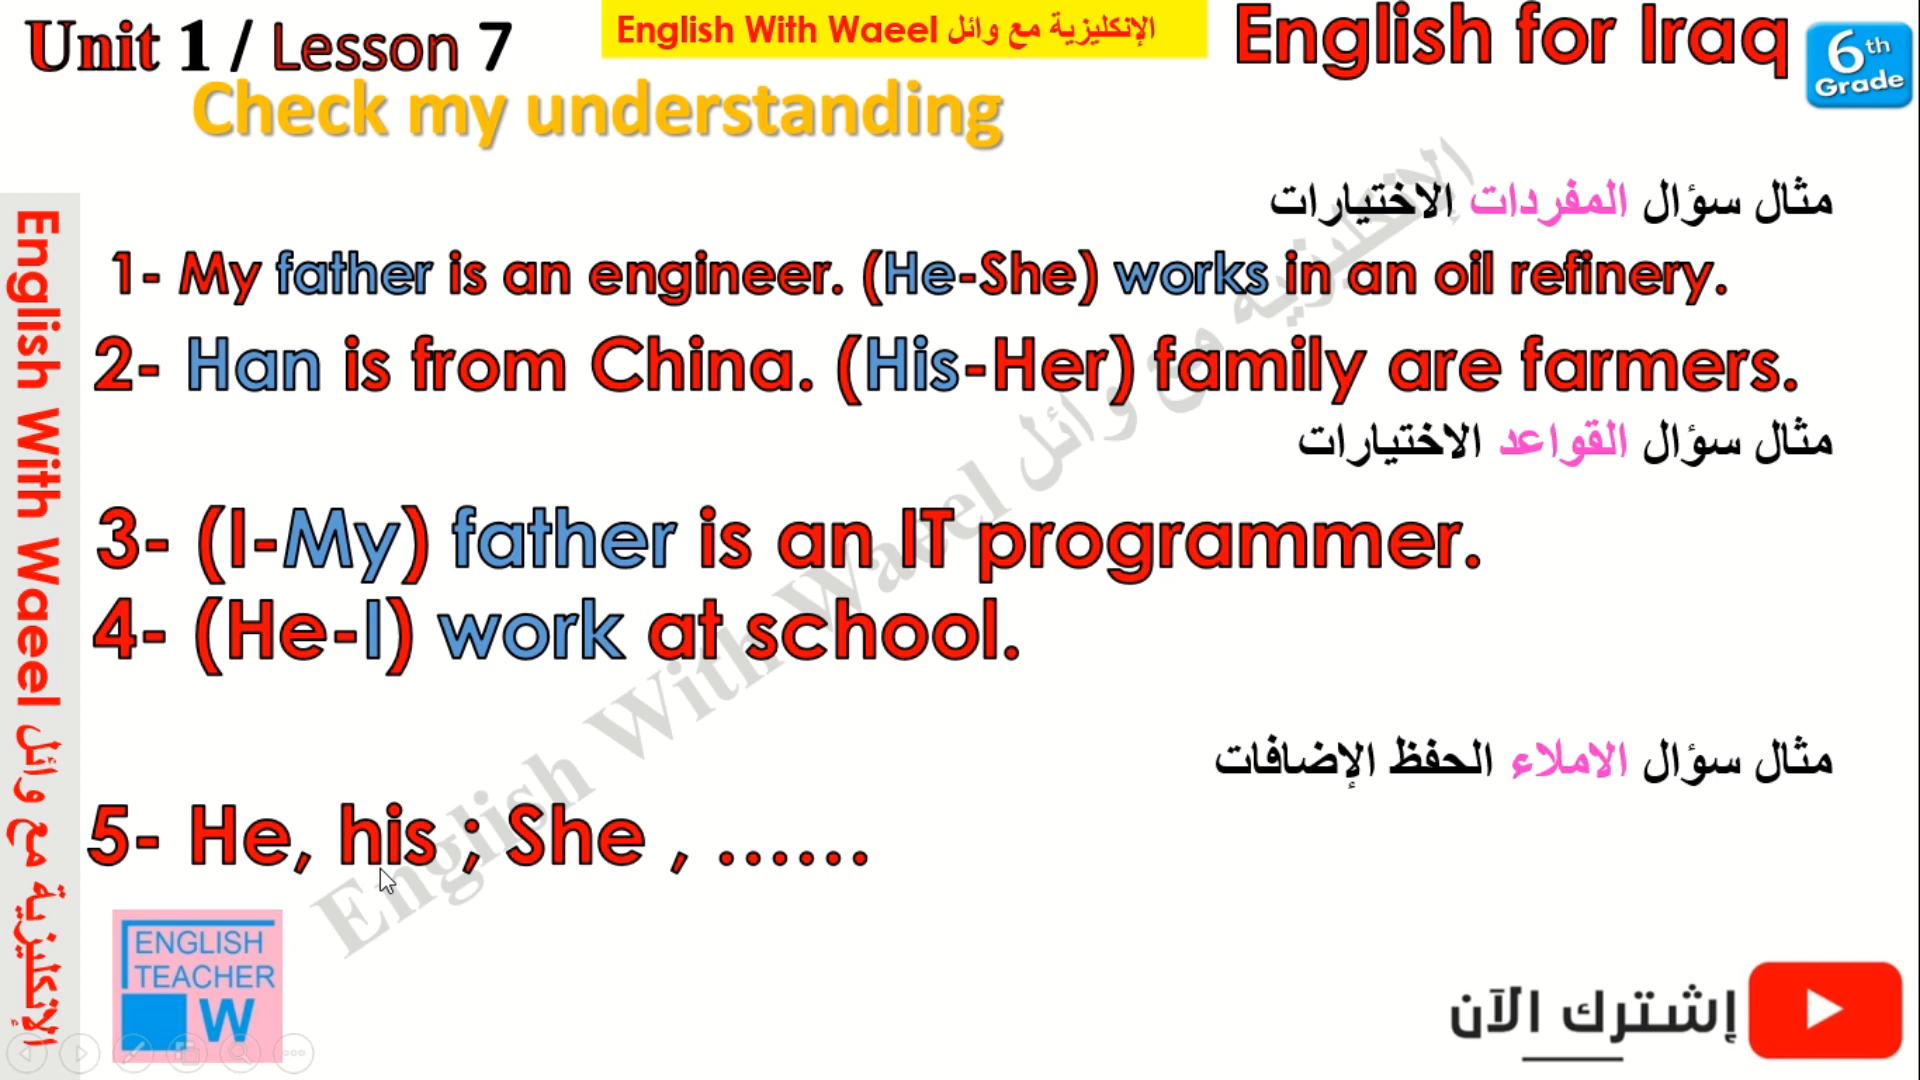 Unit 1 / Lesson 7
English With Waeel الإنكليزية مع وائل
English for Iraq
6th
Grade
Check my understanding
مثال سؤال المفردات الاختيارات
1- My father is an engineer. (He-She) works in an oil refinery.
2- Han is from China. (His-Her) family are farmers.
مثال سؤال القواعد الاختيارات
3- (I-My) father is an IT programmer.
4- (He-I) work at school.
مثال سؤال الاملاء الحفظ الإضافات
5- He, his ; She , ......
English With Waeel الإنكليزية مع وائل
English With Waeel الإنكليزية مع وائل
ENGLISH
TEACHER
W
إشترك الآن